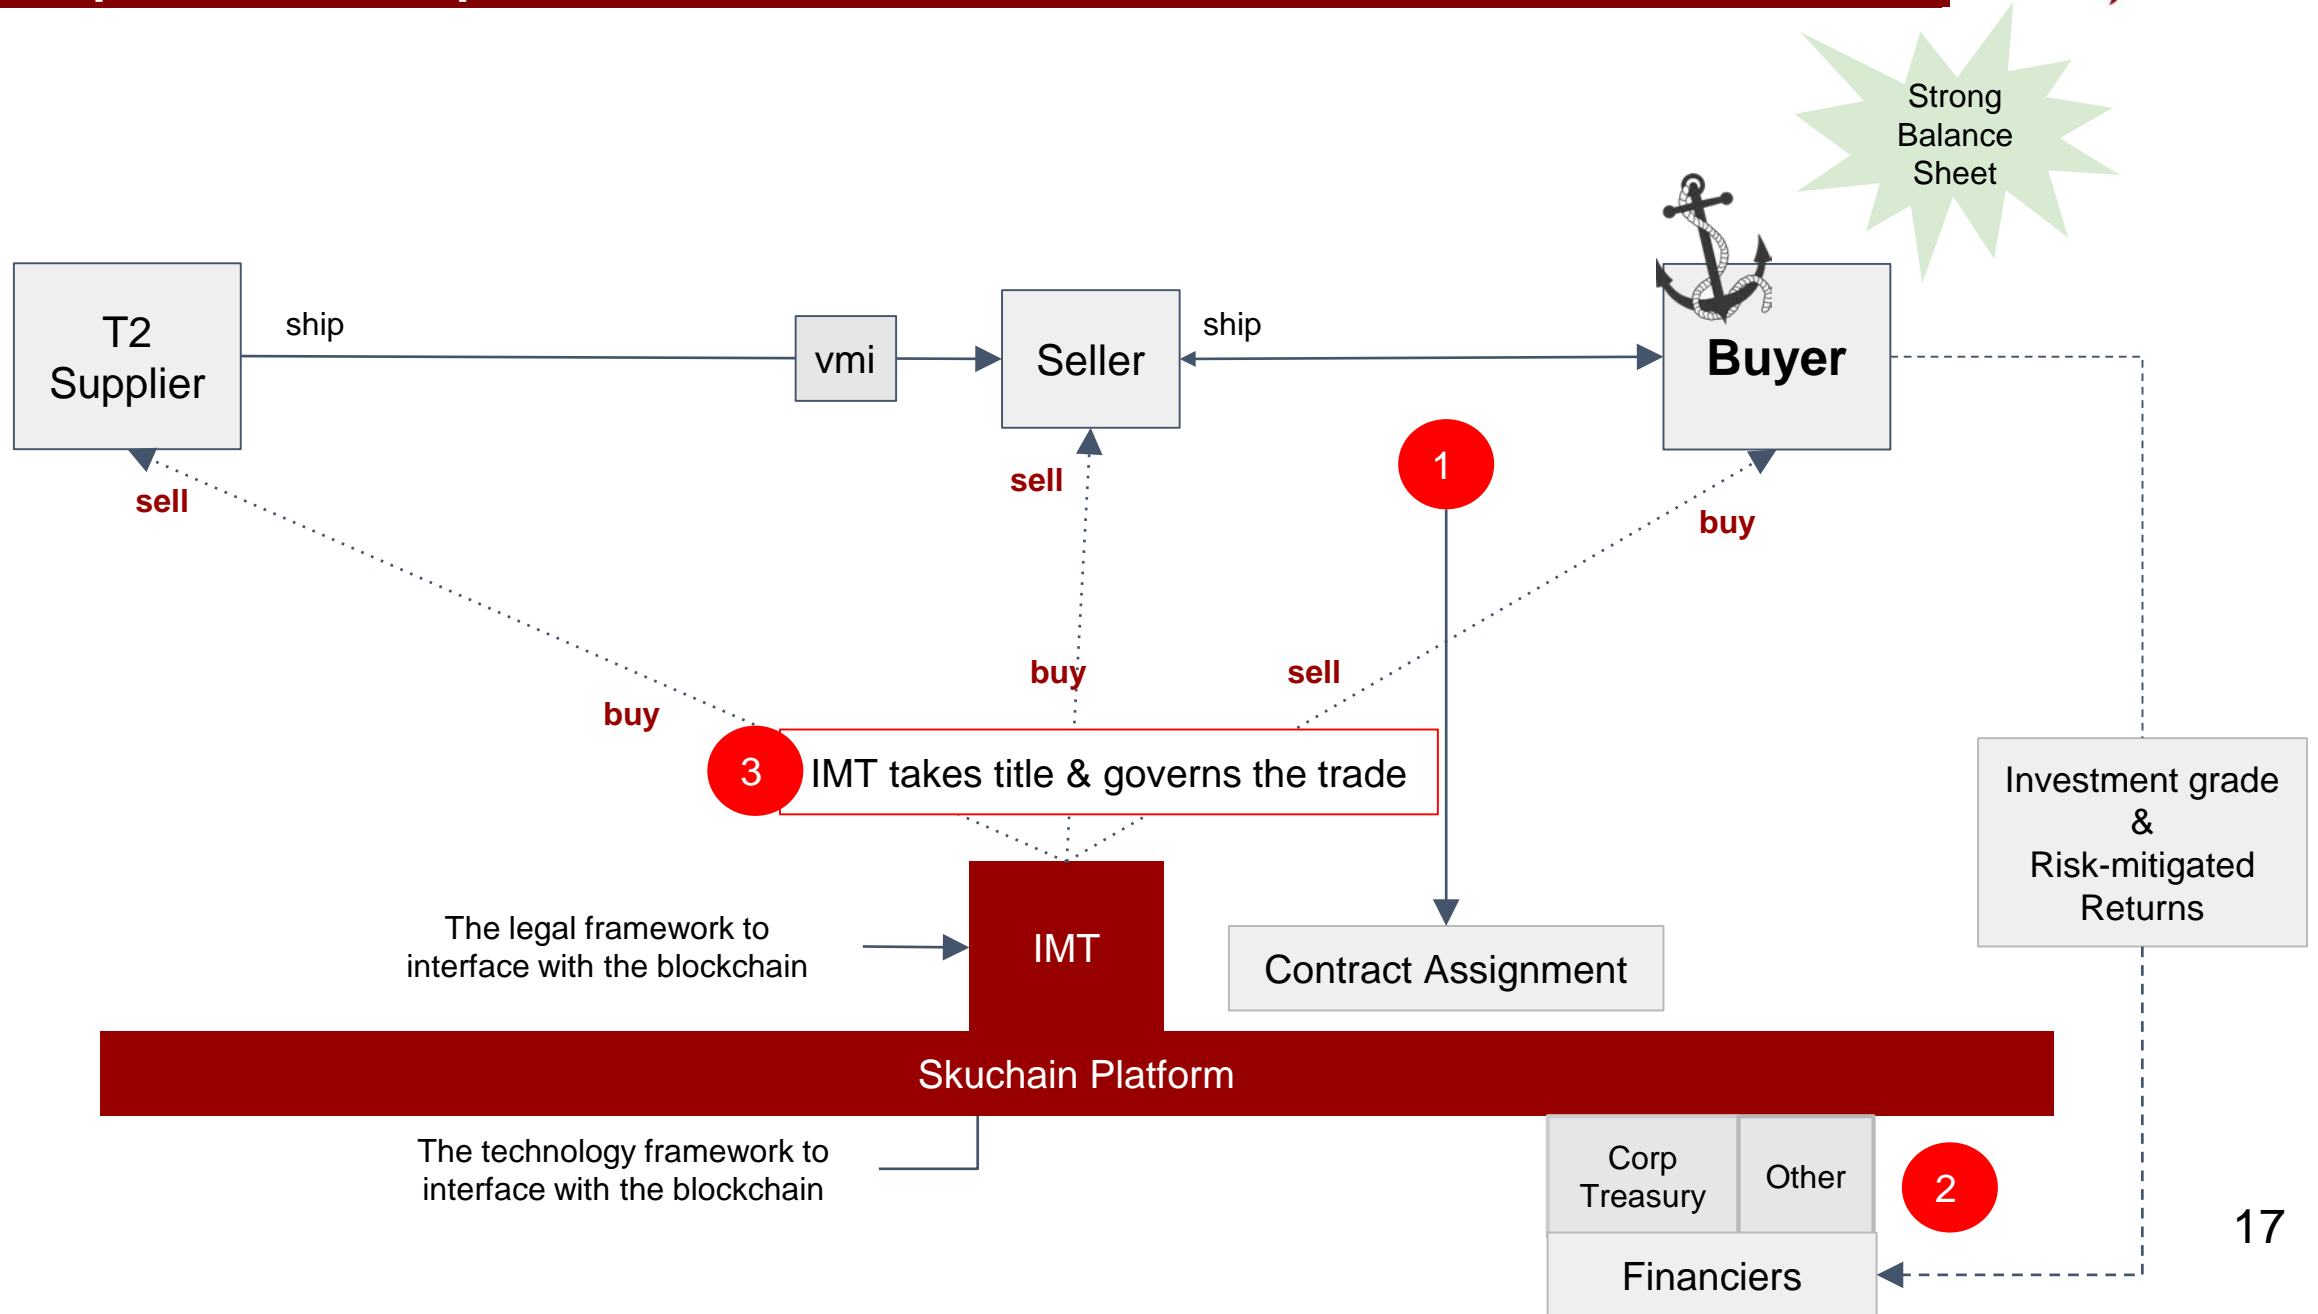 Strong
Balance
Sheet
T2
Supplier
ship
vmi
Seller
ship
Buyer
1
sell
sell
buy
buy
sell
buy
3
IMT takes title & governs the trade
Investment grade
&
Risk-mitigated
Returns
The legal framework to
interface with the blockchain
IMT
Contract Assignment
Skuchain Platform
The technology framework to
interface with the blockchain
Corp
Treasury
Other
2
Financiers
17